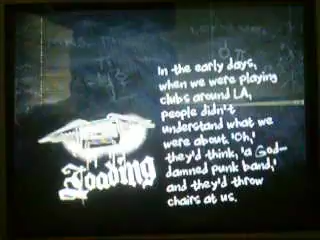 In the early days,
when we were playing
clubs around LA,
people didn't
understand what we
were about. 'Oh,'
they'd think, 'a God-
damned punk band,'
and they'd throw
chairs at us.
Loading